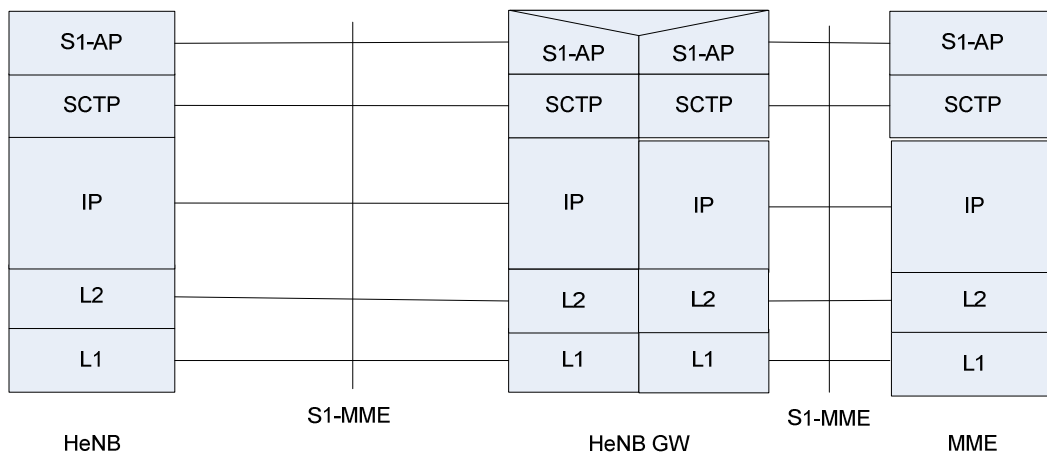 S1-AP
S1-AP S1-AP
S1-AP
SCTP
SCTP SCTP
SCTP
IP
IP IP
IP
L2
L2 L2
L2
L1
L1 L1
L1
S1-MME
S1-MME
HeNB
HeNB GW
MME